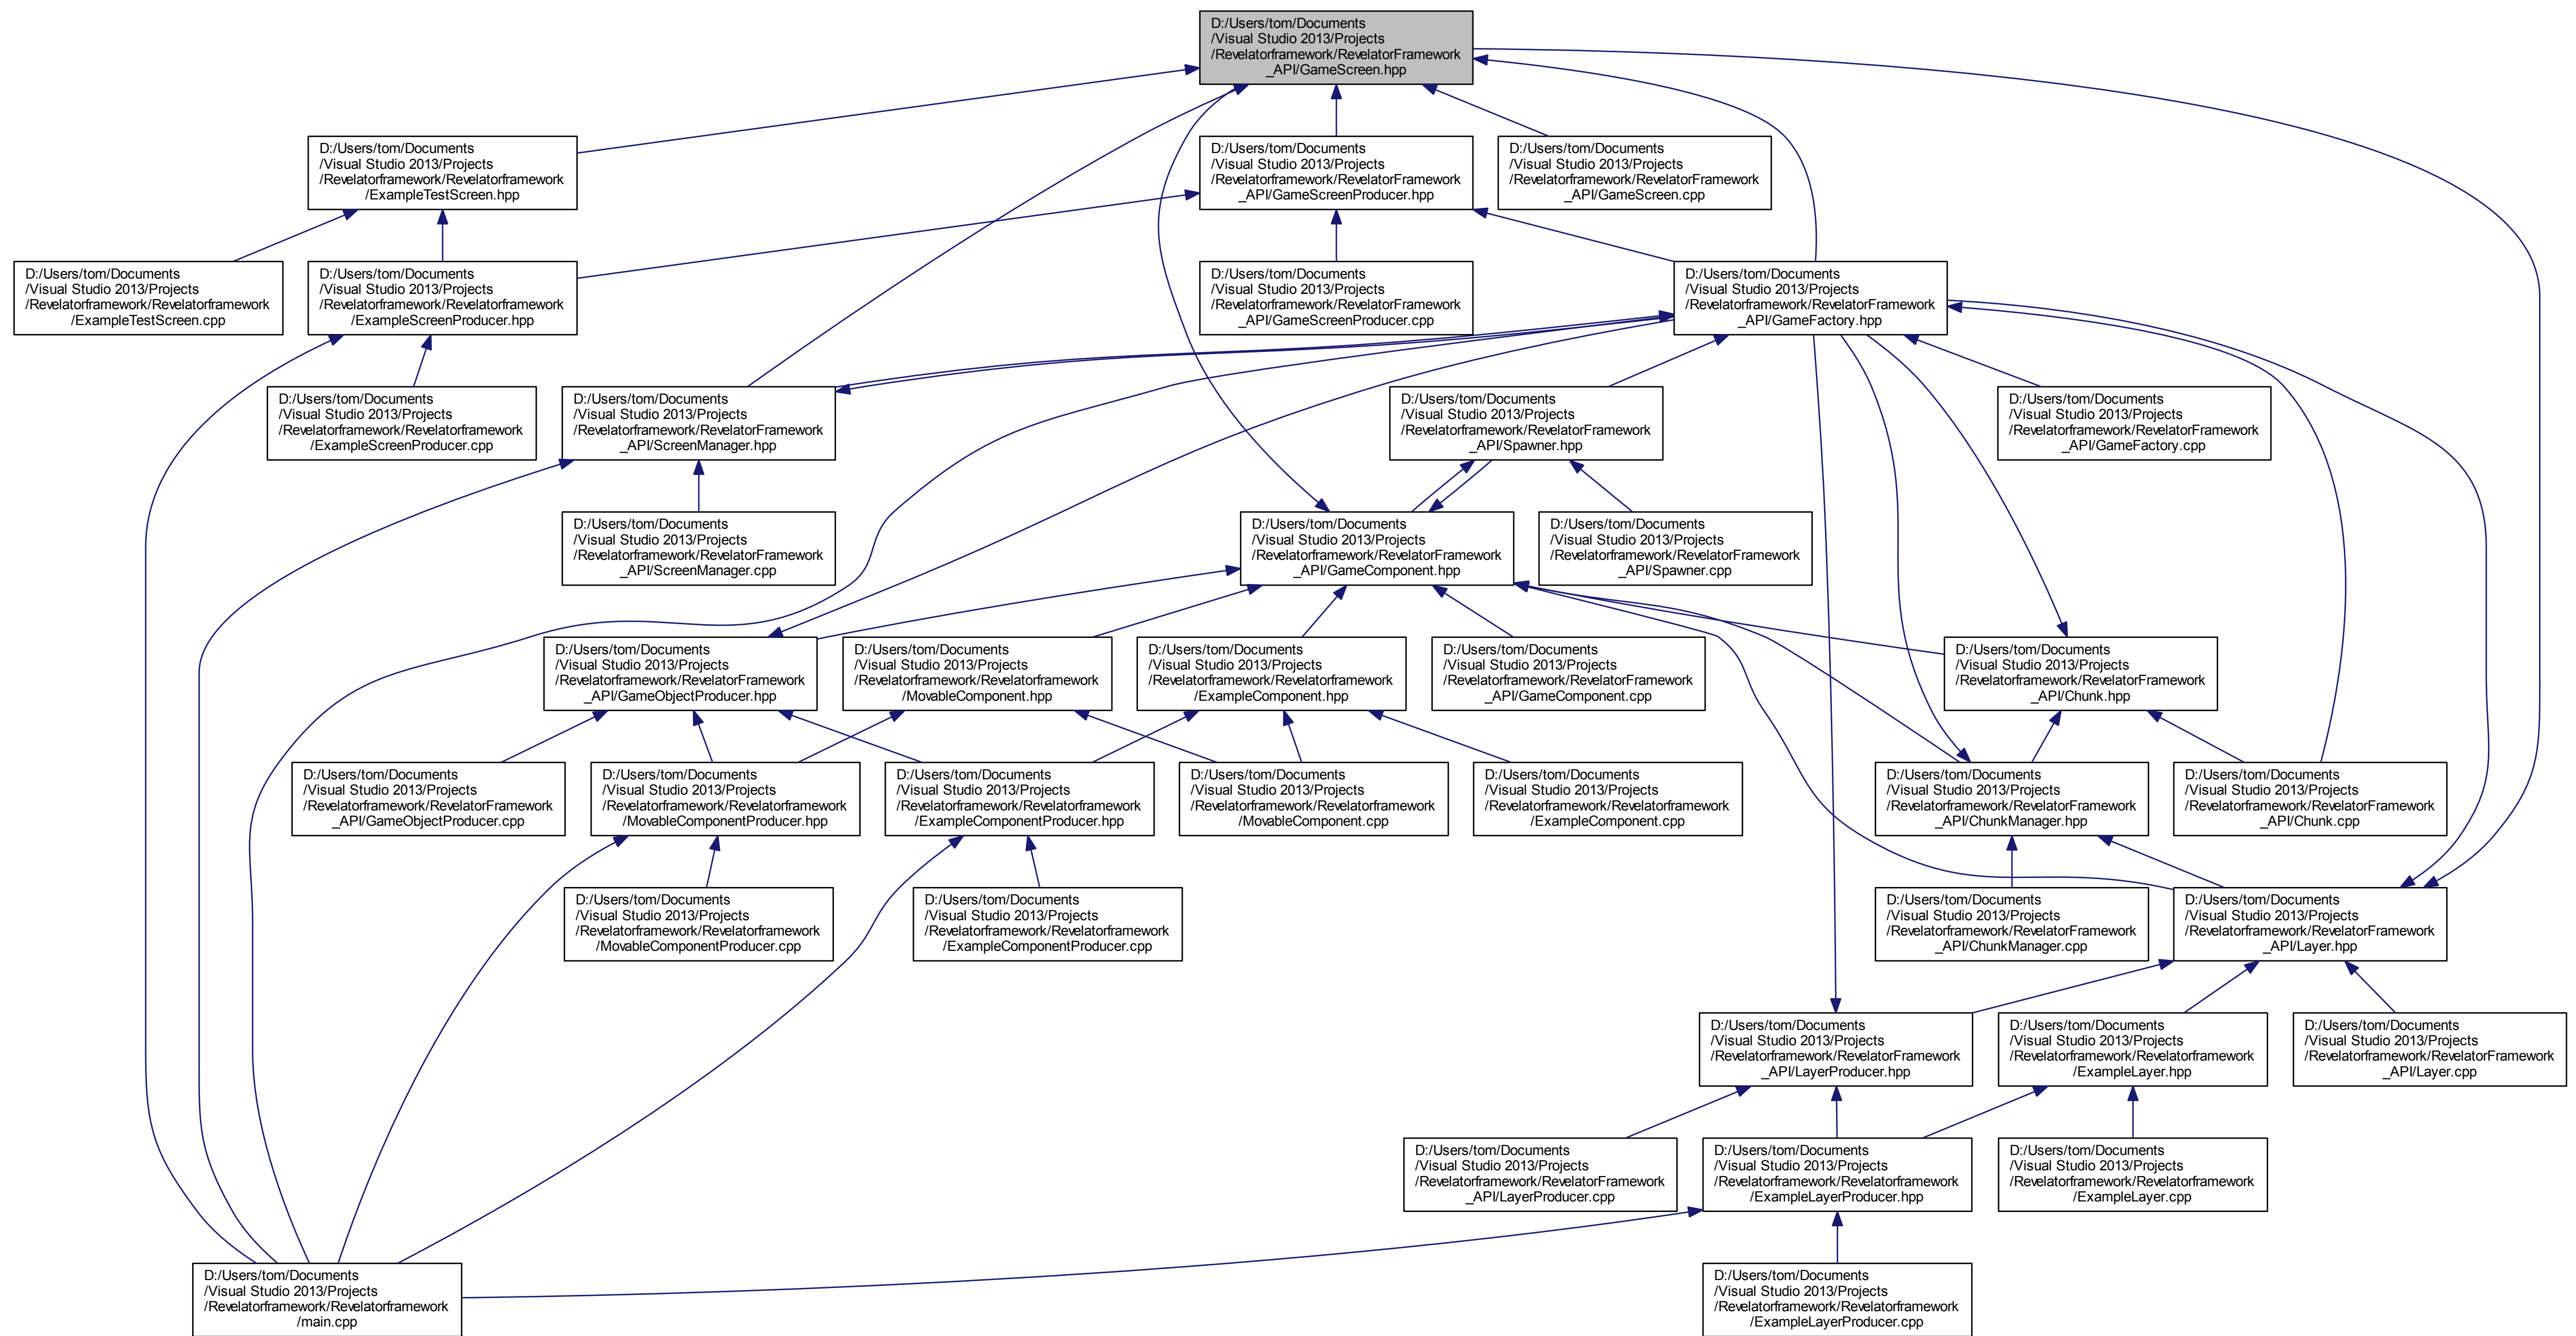 D:/Users/tom/Documents
/Visual Studio 2013/Projects
/Revelatorframework/RevelatorFramework
_API/GameScreen.hpp
D:/Users/tom/Documents
/Visual Studio 2013/Projects
/Revelatorframework/Revelatorframework
/ExampleTestScreen.hpp
D:/Users/tom/Documents
/Visual Studio 2013/Projects
/Revelatorframework/RevelatorFramework
_API/GameScreenProducer.hpp
D:/Users/tom/Documents
/Visual Studio 2013/Projects
/Revelatorframework/RevelatorFramework
_API/GameScreen.cpp
D:/Users/tom/Documents
/Visual Studio 2013/Projects
/Revelatorframework/Revelatorframework
/ExampleTestScreen.cpp
D:/Users/tom/Documents
/Visual Studio 2013/Projects
/Revelatorframework/Revelatorframework
/ExampleScreenProducer.hpp
D:/Users/tom/Documents
/Visual Studio 2013/Projects
/Revelatorframework/RevelatorFramework
_API/GameScreenProducer.cpp
D:/Users/tom/Documents
/Visual Studio 2013/Projects
/Revelatorframework/RevelatorFramework
_API/GameFactory.hpp
D:/Users/tom/Documents
/Visual Studio 2013/Projects
/Revelatorframework/Revelatorframework
/ExampleScreenProducer.cpp
D:/Users/tom/Documents
/Visual Studio 2013/Projects
/Revelatorframework/RevelatorFramework
_API/ScreenManager.hpp
D:/Users/tom/Documents
/Visual Studio 2013/Projects
/Revelatorframework/RevelatorFramework
_API/Spawner.hpp
D:/Users/tom/Documents
/Visual Studio 2013/Projects
/Revelatorframework/RevelatorFramework
_API/GameFactory.cpp
D:/Users/tom/Documents
/Visual Studio 2013/Projects
/Revelatorframework/RevelatorFramework
_API/ScreenManager.cpp
D:/Users/tom/Documents
/Visual Studio 2013/Projects
/Revelatorframework/RevelatorFramework
_API/GameComponent.hpp
D:/Users/tom/Documents
/Visual Studio 2013/Projects
/Revelatorframework/RevelatorFramework
_API/Spawner.cpp
D:/Users/tom/Documents
/Visual Studio 2013/Projects
/Revelatorframework/RevelatorFramework
_API/GameObjectProducer.hpp
D:/Users/tom/Documents
/Visual Studio 2013/Projects
/Revelatorframework/Revelatorframework
/MovableComponent.hpp
D:/Users/tom/Documents
/Visual Studio 2013/Projects
/Revelatorframework/Revelatorframework
/ExampleComponent.hpp
D:/Users/tom/Documents
/Visual Studio 2013/Projects
/Revelatorframework/RevelatorFramework
_API/GameComponent.cpp
D:/Users/tom/Documents
/Visual Studio 2013/Projects
/Revelatorframework/RevelatorFramework
_API/Chunk.hpp
D:/Users/tom/Documents
/Visual Studio 2013/Projects
/Revelatorframework/RevelatorFramework
_API/GameObjectProducer.cpp
D:/Users/tom/Documents
/Visual Studio 2013/Projects
/Revelatorframework/Revelatorframework
/MovableComponentProducer.hpp
D:/Users/tom/Documents
/Visual Studio 2013/Projects
/Revelatorframework/Revelatorframework
/ExampleComponentProducer.hpp
D:/Users/tom/Documents
/Visual Studio 2013/Projects
/Revelatorframework/Revelatorframework
/MovableComponent.cpp
D:/Users/tom/Documents
/Visual Studio 2013/Projects
/Revelatorframework/Revelatorframework
/ExampleComponent.cpp
D:/Users/tom/Documents
/Visual Studio 2013/Projects
/Revelatorframework/RevelatorFramework
_API/ChunkManager.hpp
D:/Users/tom/Documents
/Visual Studio 2013/Projects
/Revelatorframework/RevelatorFramework
_API/Chunk.cpp
D:/Users/tom/Documents
/Visual Studio 2013/Projects
/Revelatorframework/Revelatorframework
/MovableComponentProducer.cpp
D:/Users/tom/Documents
/Visual Studio 2013/Projects
/Revelatorframework/Revelatorframework
/ExampleComponentProducer.cpp
D:/Users/tom/Documents
/Visual Studio 2013/Projects
/Revelatorframework/RevelatorFramework
_API/ChunkManager.cpp
D:/Users/tom/Documents
/Visual Studio 2013/Projects
/Revelatorframework/RevelatorFramework
_API/Layer.hpp
D:/Users/tom/Documents
/Visual Studio 2013/Projects
/Revelatorframework/RevelatorFramework
_API/LayerProducer.hpp
D:/Users/tom/Documents
/Visual Studio 2013/Projects
/Revelatorframework/Revelatorframework
/ExampleLayer.hpp
D:/Users/tom/Documents
/Visual Studio 2013/Projects
/Revelatorframework/RevelatorFramework
_API/Layer.cpp
D:/Users/tom/Documents
/Visual Studio 2013/Projects
/Revelatorframework/RevelatorFramework
_API/LayerProducer.cpp
D:/Users/tom/Documents
/Visual Studio 2013/Projects
/Revelatorframework/Revelatorframework
/ExampleLayerProducer.hpp
D:/Users/tom/Documents
/Visual Studio 2013/Projects
/Revelatorframework/Revelatorframework
/ExampleLayer.cpp
D:/Users/tom/Documents
/Visual Studio 2013/Projects
/Revelatorframework/Revelatorframework
/main.cpp
D:/Users/tom/Documents
/Visual Studio 2013/Projects
/Revelatorframework/Revelatorframework
/ExampleLayerProducer.cpp